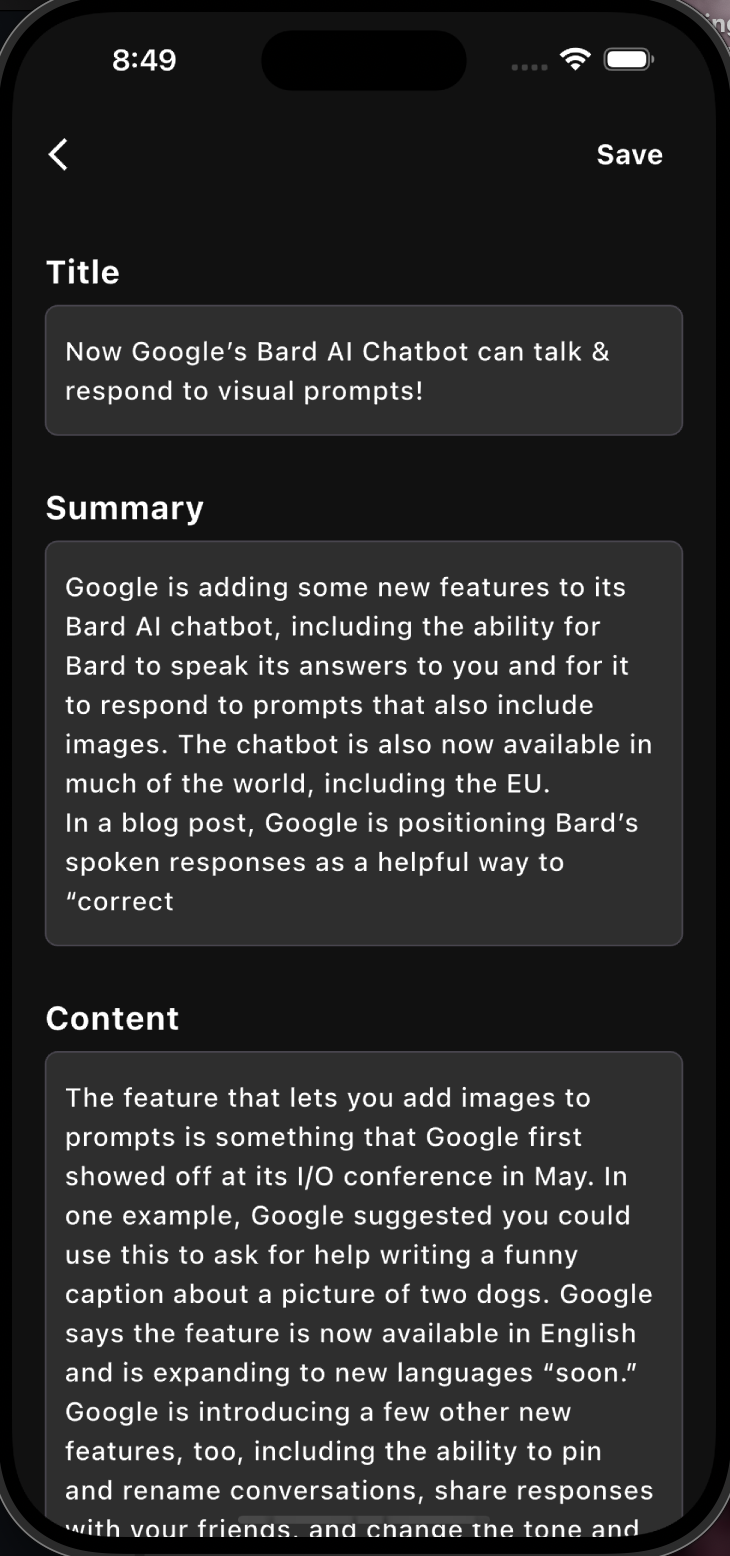 ing
8:49
Save
Title
Now Google’s Bard AI Chatbot can talk &
respond to visual prompts!
Summary
Google is adding some new features to its
Bard AI chatbot, including the ability for
Bard to speak its answers to you and for it
to respond to prompts that also include
images. The chatbot is also now available in
much of the world, including the EU.
In a blog post, Google is positioning Bard’s
spoken responses as a helpful way to
“correct
Content
The feature that lets you add images to
prompts is something that Google first
showed off at its I/O conference in May. In
one example, Google suggested you could
use this to ask for help writing a funny
caption about a picture of two dogs. Google
says the feature is now available in English
and is expanding to new languages “soon.”
Google is introducing a few other new
features, too, including the ability to pin
and rename conversations, share responses
with your friends, and change the tone and